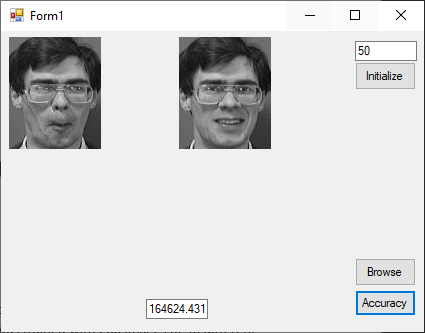 Form1
50
Initialize
Browse
Accuracy
164624.431